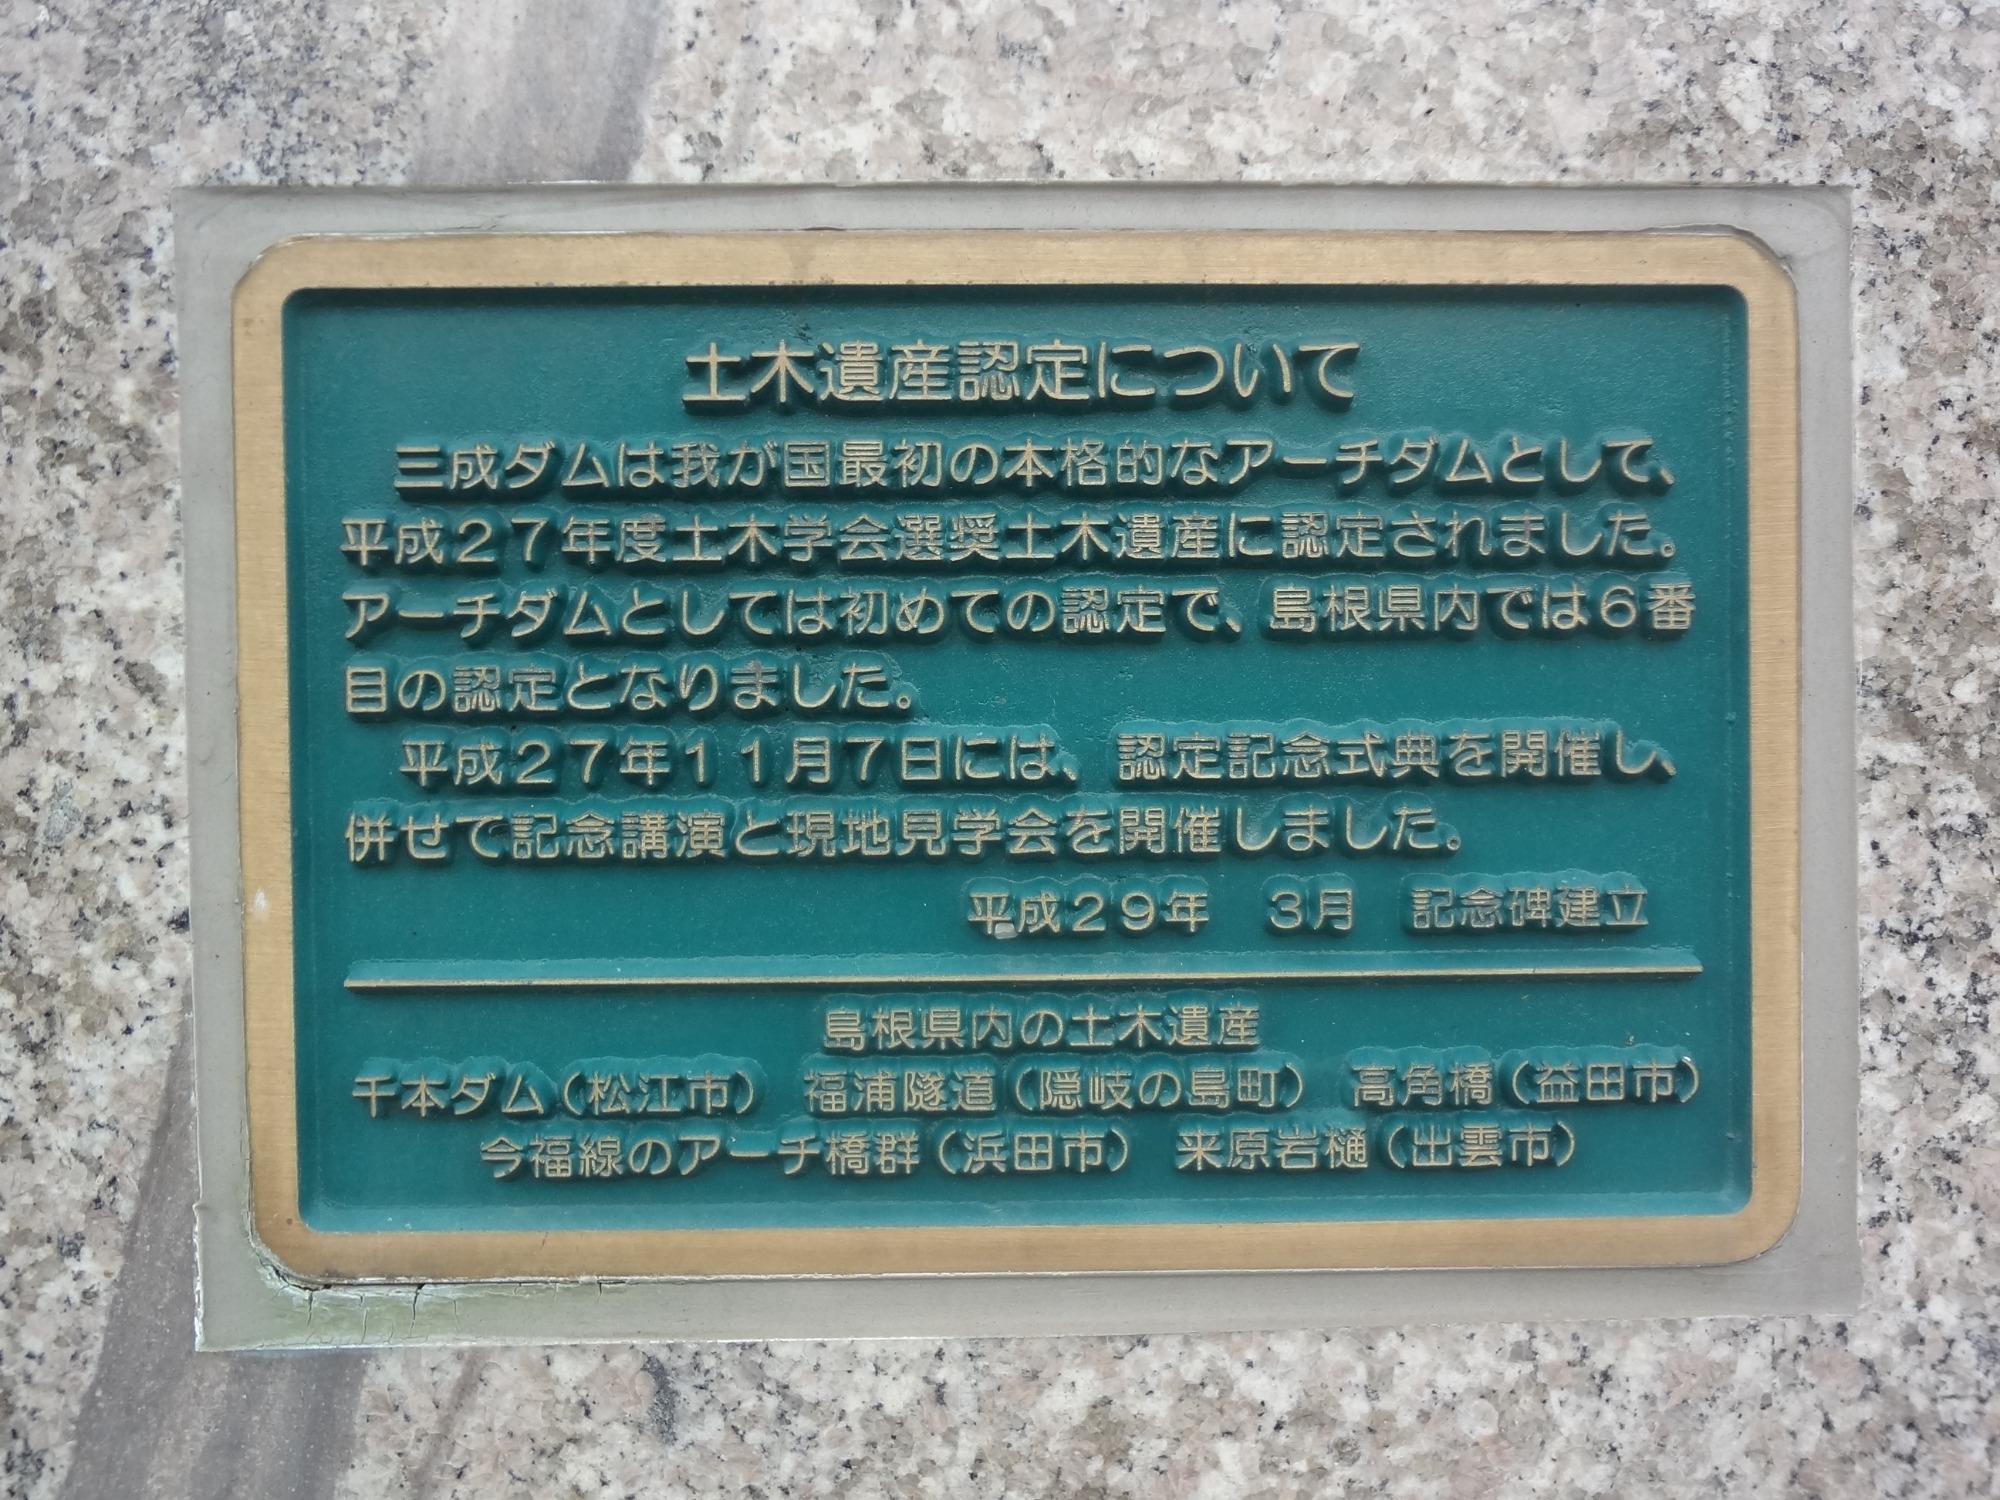 土木遺産認定について
三成ダムは我が国最初の本格的なアーチダムとして、
平成27年度土木学会選奨土木遺産に認定されました。
アーチダムとしては初めての認定で、島根県内では6番
目の認定となりました。
平成27年11月7日には、認定記念式典を開催し、
併せて記念講演と現地見学会を開催しました。
平成29年 3月 記念碑建立
島根県内の土木遺産
千本ダム（松江市） 福浦隧道（隠岐の島町） 高角橋（益田市）
今福線のアーチ橋群（浜田市） 来原岩樋（出雲市）